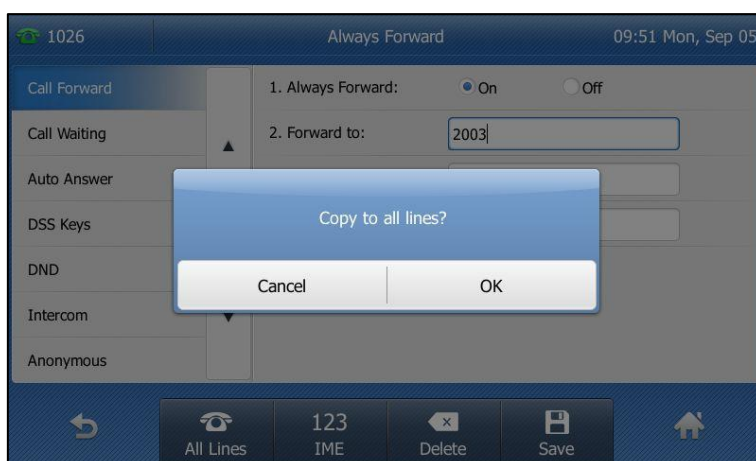 1026 Always Forward 09:51 Mon, Sep 05
Call Forward 1. Always Forward: On Off
Call Waiting 2. Forward to: 2003
Auto Answer
Copy to all lines?
DSS Keys
DND
Cancel OK
Intercom
Anonymous
All Lines 123 IME Delete Save